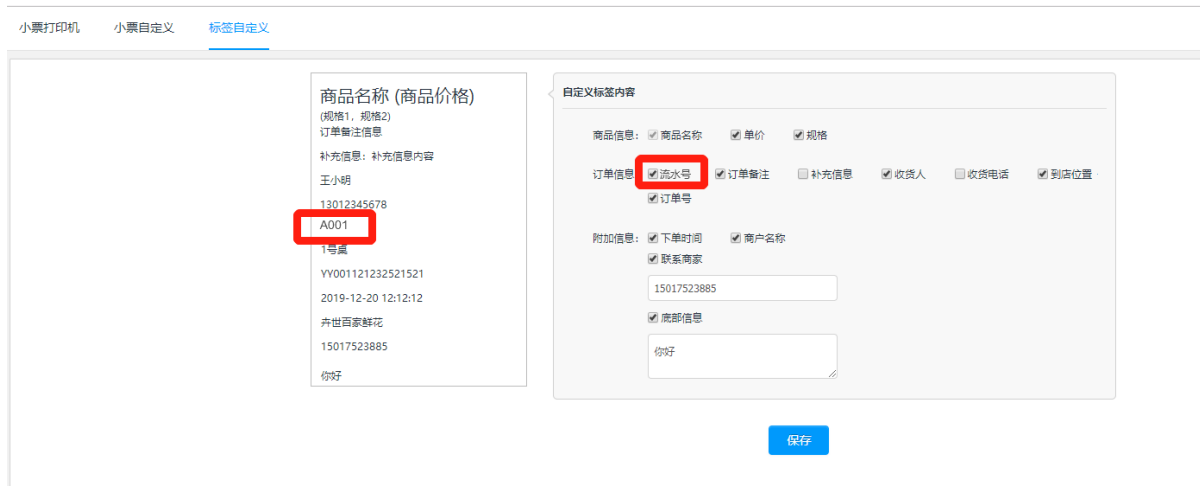 小票打印机 小票自定义 标签自定义
商品名称 (商品价格)
(规格1，规格2)
订单备注信息
补充信息：补充信息内容
王小明
13012345678
A001
1号桌
YY001121232521521
2019-12-20 12:12:12
卉世百家鲜花
15017523885
你好
自定义标签内容
商品信息： 商品名称 单价 规格
订单信息 流水号 订单备注 补充信息 收货人 收货电话 到店位置
订单号
附加信息： 下单时间 商户名称
联系商家
15017523885
底部信息
你好
保存